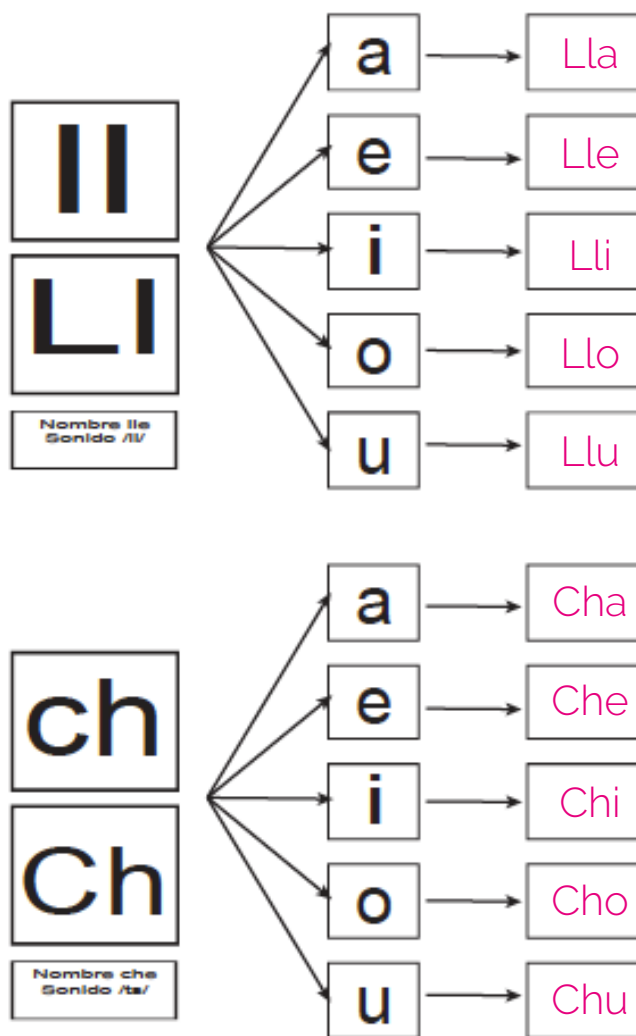 ll
Ll
Nombre lle
Sonido /ll/
a
Lla
e
Lle
i
Lli
o
Llo
u
Llu
ch
Ch
Nombre che
Sonido /ts/
a
Cha
e
Che
i
Chi
o
Cho
u
Chu